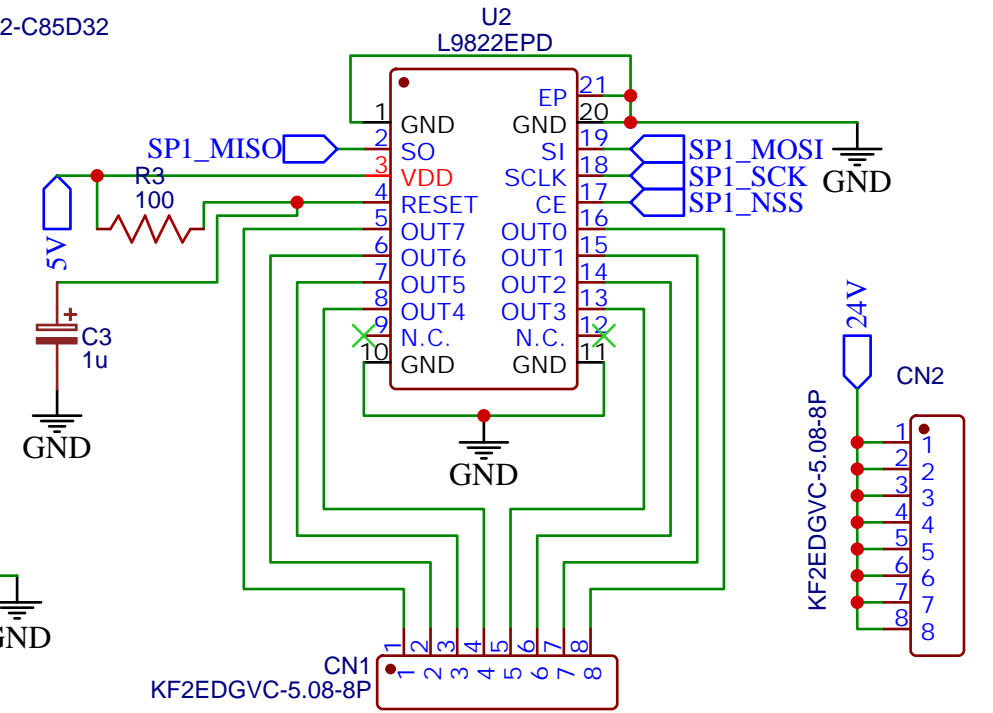 2-C85D32
U2
L9822EPD
1 GND
2 SO
3 VDD
4 RESET
5 OUT7
6 OUT6
7 OUT5
8 OUT4
9 N.C.
10 GND
EP 21
GND 20
SI 19
SCLK 18
CE 17
OUT0 16
OUT1 15
OUT2 14
OUT3 13
N.C. 12
GND 11
SP1_MISO
SP1_MOSI
SP1_SCK
SP1_NSS
GND
R3
100
5V
C3
1u
GND
GND
GND
24V
CN2
KF2EDGVC-5.08-8P
1 1
2 2
3 3
4 4
5 5
6 6
7 7
8 8
1 2 3 4 5 6 7 8
CN1
1 2 3 4 5 6 7 8
KF2EDGVC-5.08-8P